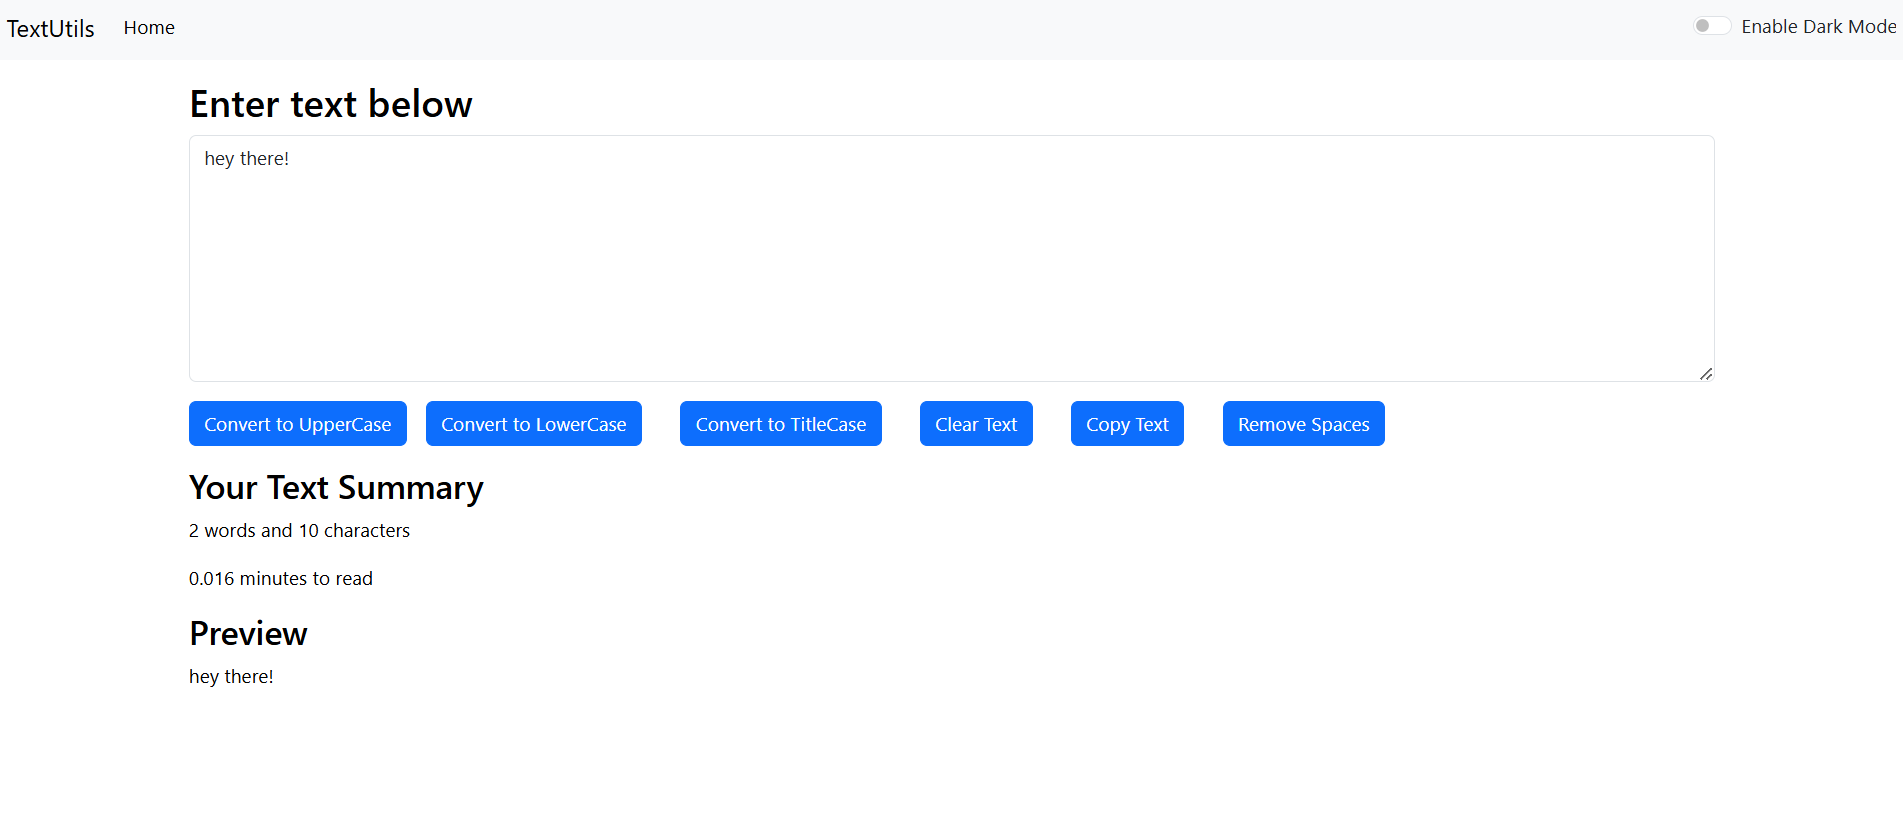 TextUtils Home Enable Dark Mode
Enter text below
hey there!
Convert to UpperCase Convert to LowerCase Convert to TitleCase Clear Text Copy Text Remove Spaces
Your Text Summary
2 words and 10 characters
0.016 minutes to read
Preview
hey there!